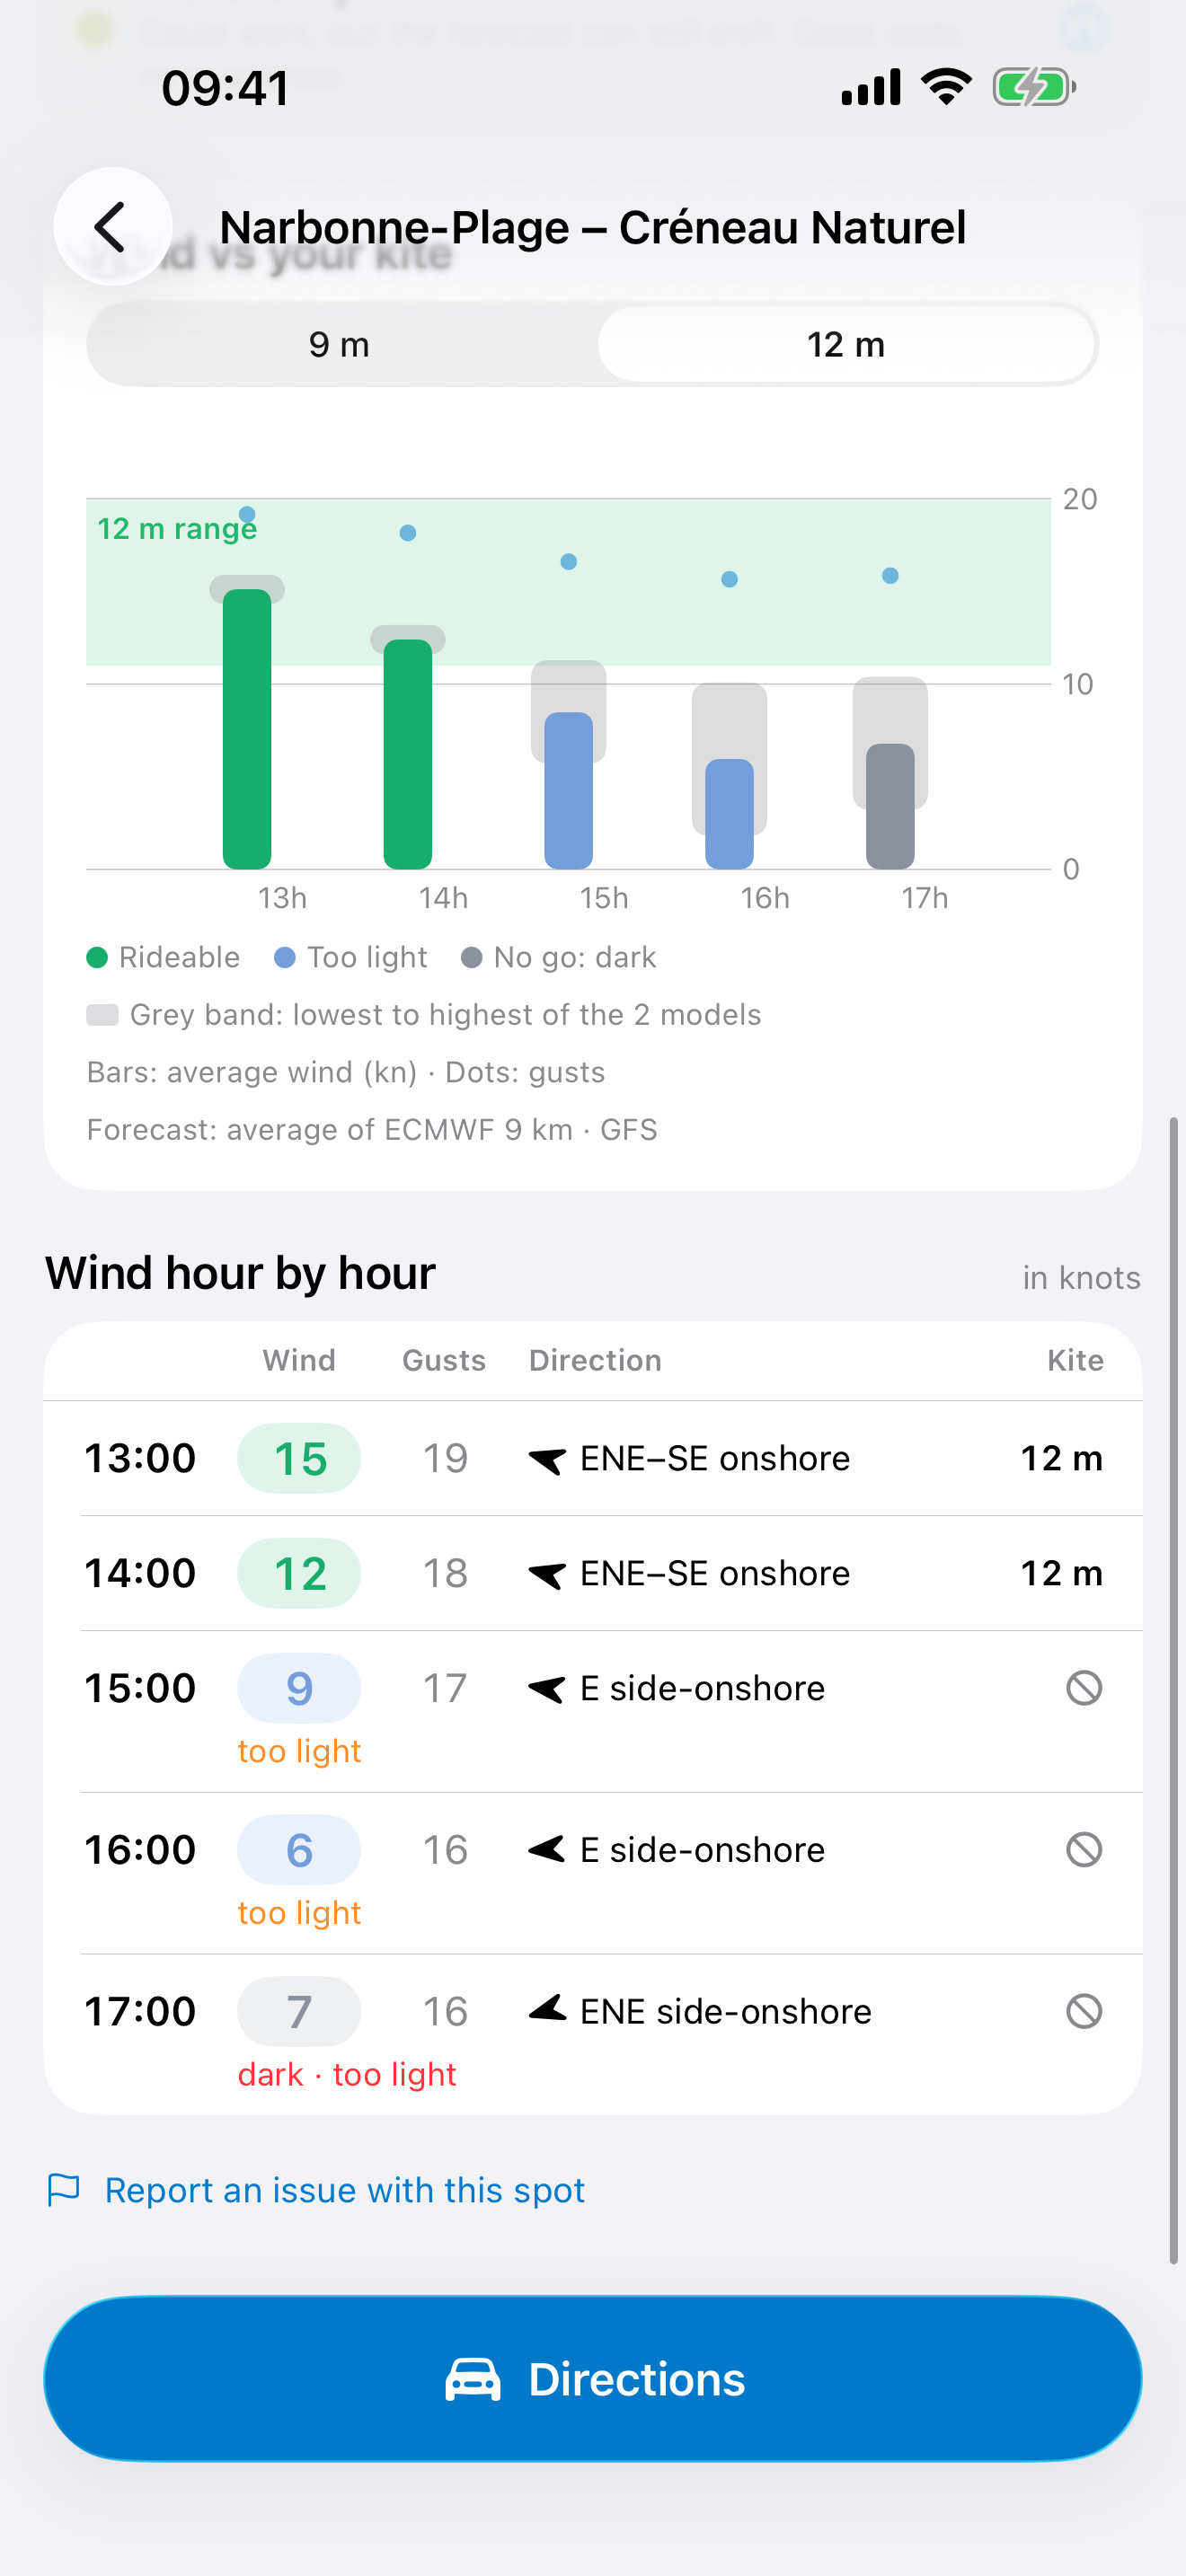 09:41
Narbonne-Plage – Créneau Naturel
vs your kite
9 m 12 m
20
12 m range
10
0
13h 14h 15h 16h 17h
Rideable Too light No go: dark
Grey band: lowest to highest of the 2 models
Bars: average wind (kn) · Dots: gusts
Forecast: average of ECMWF 9 km · GFS
Wind hour by hour in knots
Wind Gusts Direction Kite
13:00 15 19 ENE–SE onshore 12 m
14:00 12 18 ENE–SE onshore 12 m
15:00 9 17 E side-onshore
too light
16:00 6 16 E side-onshore
too light
17:00 7 16 ENE side-onshore
dark · too light
Report an issue with this spot
Directions